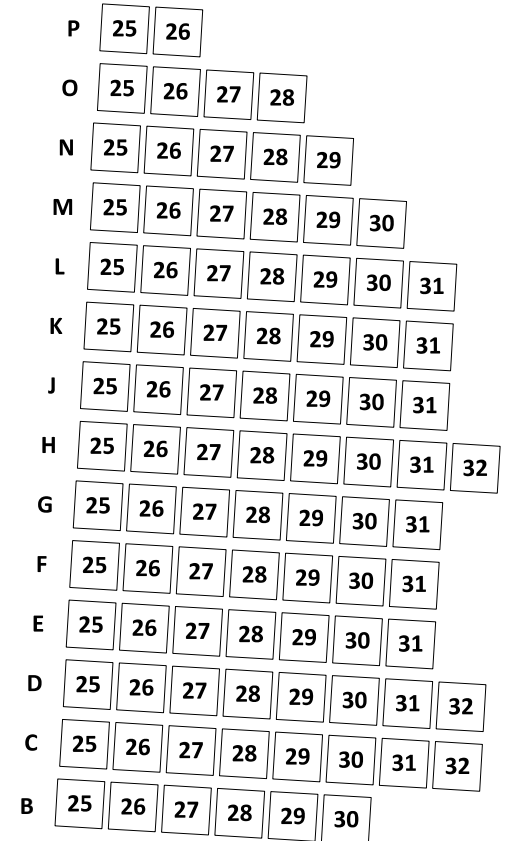 P 25 26
O 25 26 27 28
N 25 26 27 28 29
M 25 26 27 28 29 30
L 25 26 27 28 29 30 31
K 25 26 27 28 29 30 31
J 25 26 27 28 29 30 31
H 25 26 27 28 29 30 31 32
G 25 26 27 28 29 30 31
F 25 26 27 28 29 30 31
E 25 26 27 28 29 30 31
D 25 26 27 28 29 30 31 32
C 25 26 27 28 29 30 31 32
B 25 26 27 28 29 30